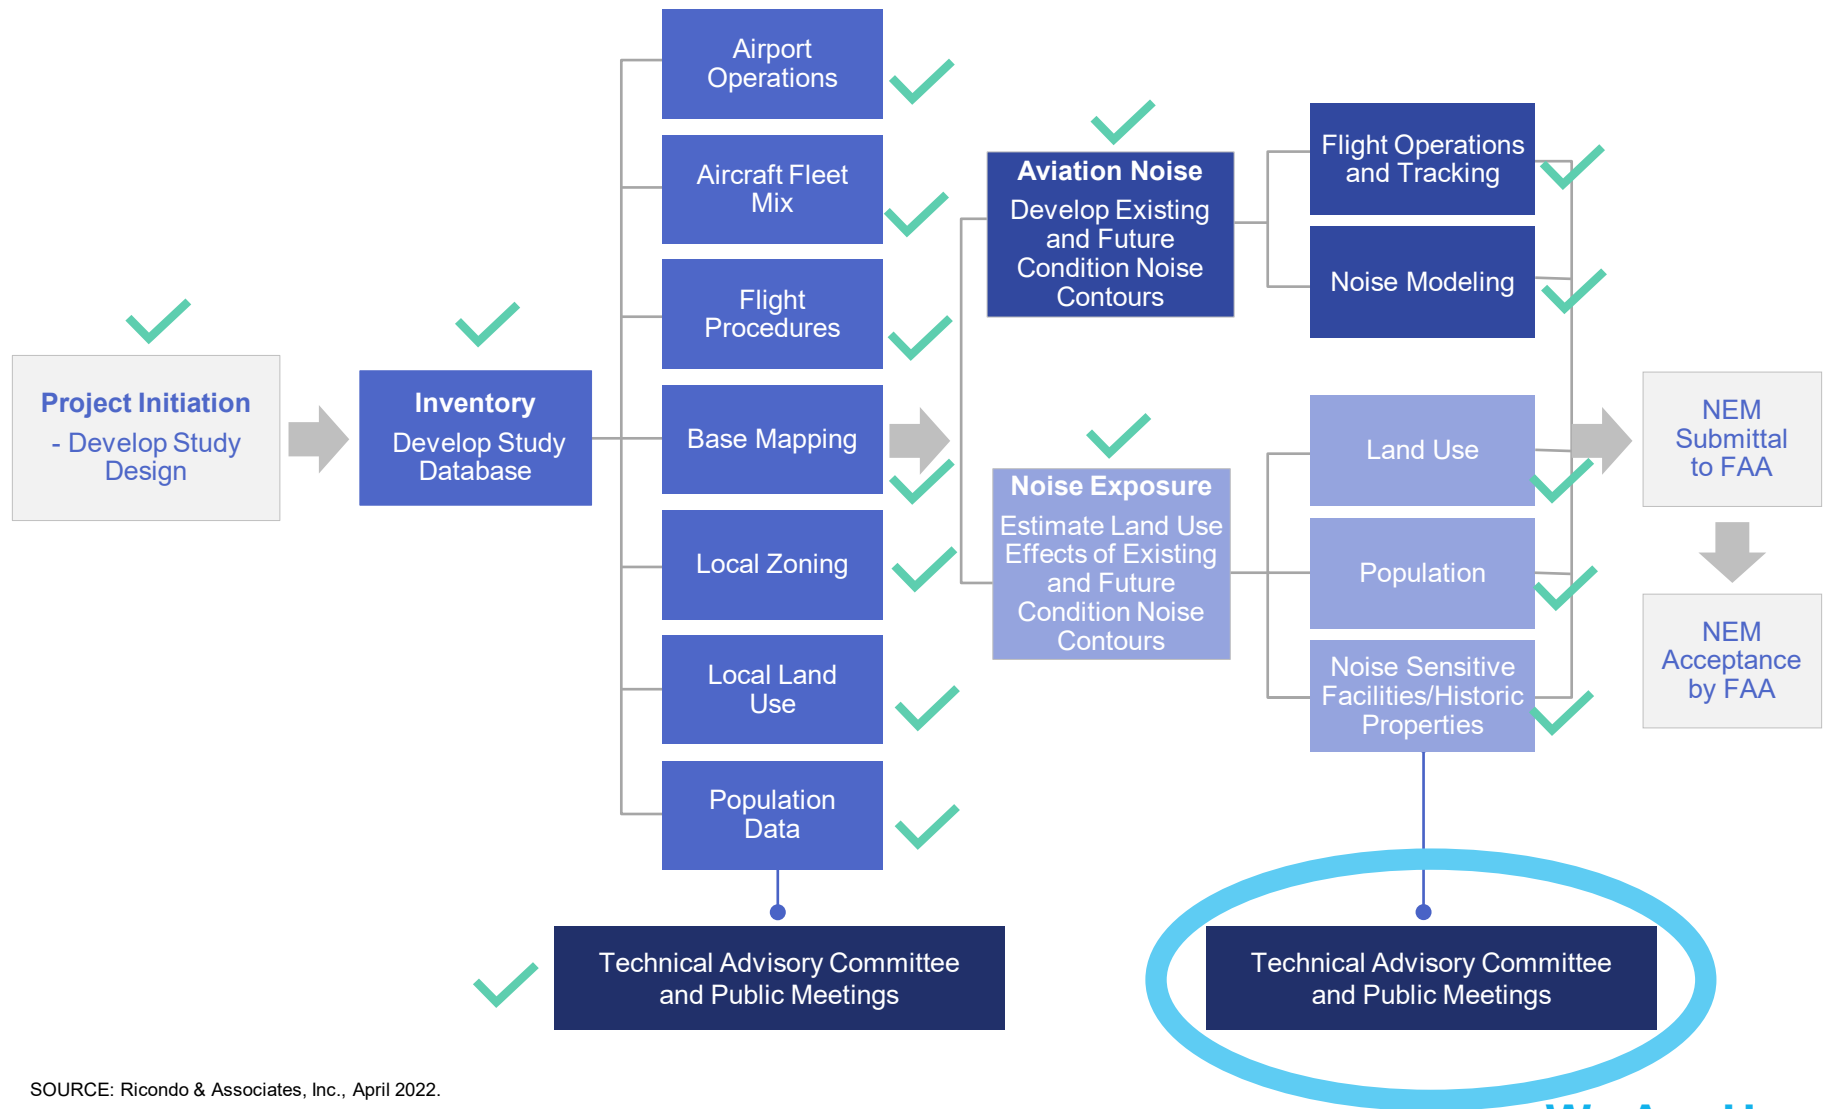 Project Initiation
- Develop Study
Design
Inventory
Develop Study
Database
Airport
Operations
Aircraft Fleet
Mix
Flight
Procedures
Base Mapping
Local Zoning
Local Land
Use
Population
Data
Technical Advisory Committee
and Public Meetings
Aviation Noise
Develop Existing
and Future
Condition Noise
Contours
Noise Exposure
Estimate Land Use
Effects of Existing
and Future
Condition Noise
Contours
Flight Operations
and Tracking
Noise Modeling
Land Use
Population
Noise Sensitive
Facilities/Historic
Properties
Technical Advisory Committee
and Public Meetings
NEM
Submittal
to FAA
NEM
Acceptance
by FAA
SOURCE: Ricondo & Associates, Inc., April 2022.